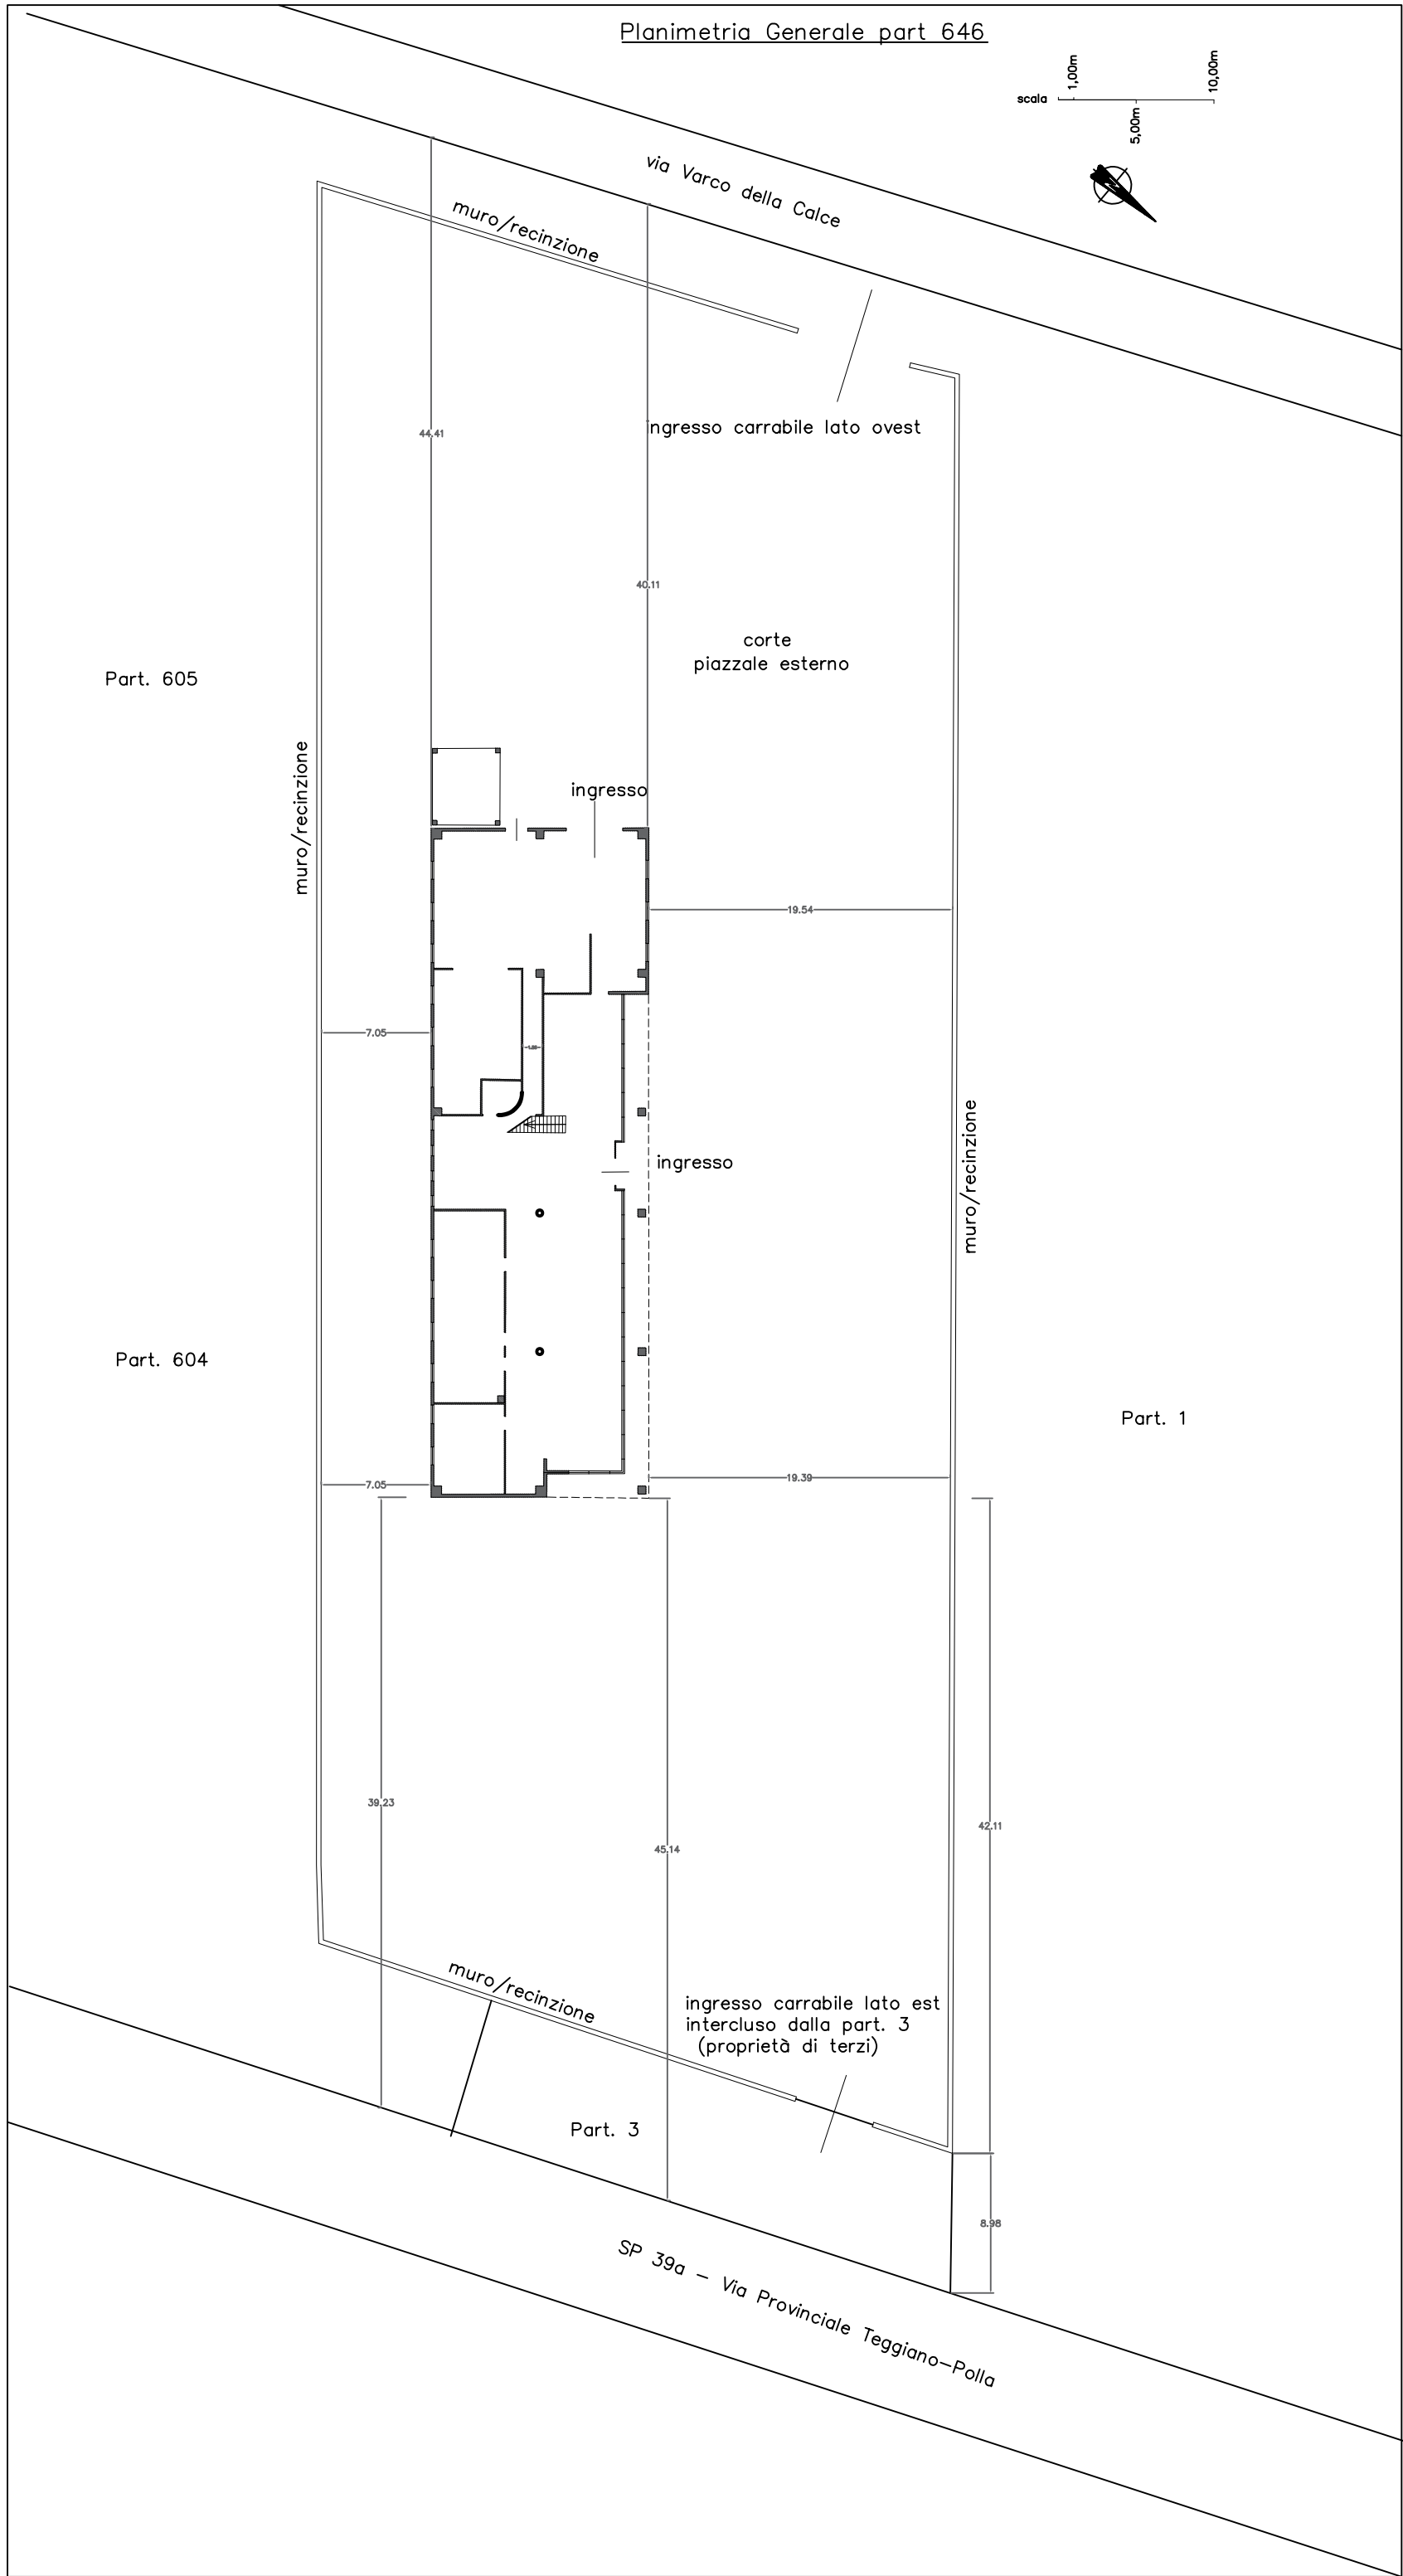 Planimetria Generale part 646
scala
1,00m
5,00m
10,00m
via Varco della Calce
muro/recinzione
ingresso carrabile lato ovest
44.41
40.11
corte
piazzale esterno
Part. 605
muro/recinzione
ingresso
19.54
7.05
muro/recinzione
ingresso
Part. 604
Part. 1
19.39
7.05
39.23
42.11
45.14
muro/recinzione
ingresso carrabile lato est
intercluso dalla part. 3
(proprietà di terzi)
Part. 3
8.98
SP 39a - Via Provinciale Teggiano-Polla